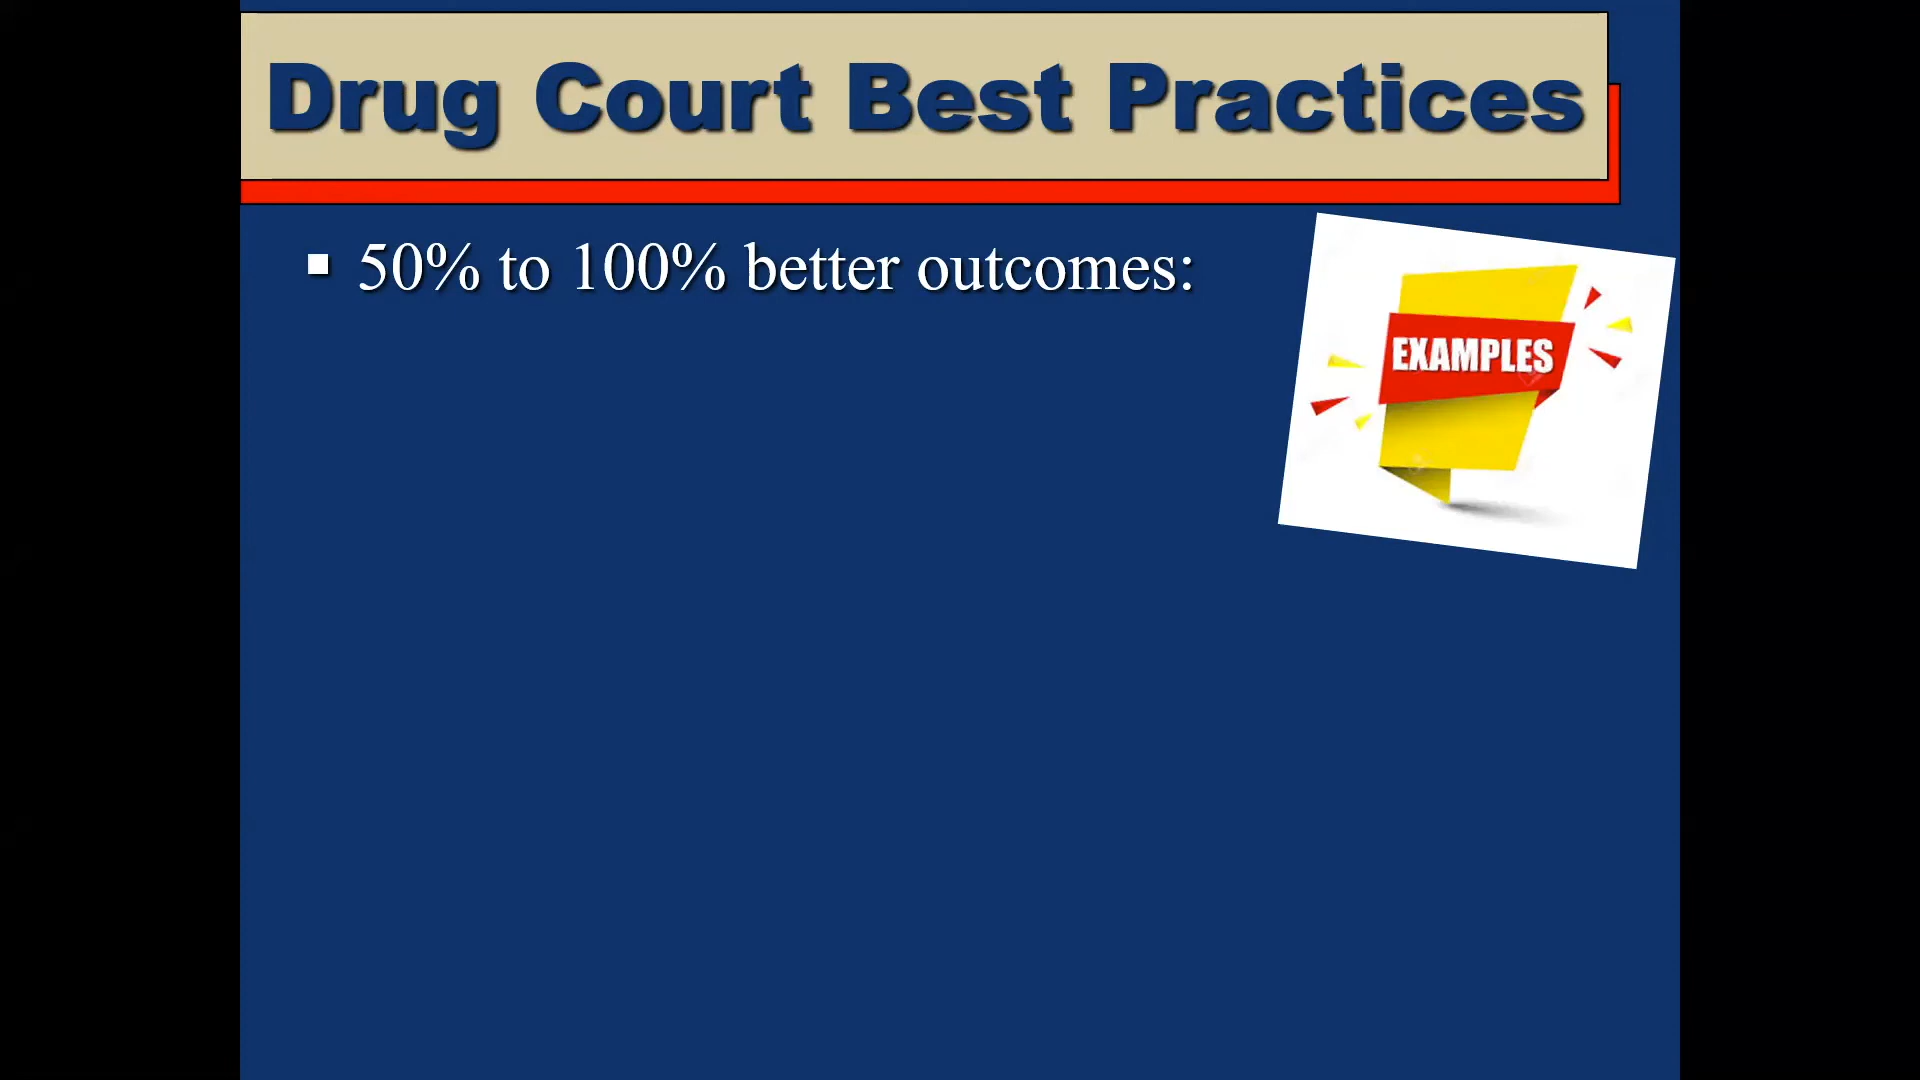 Drug Court Best Practices
▪ 50% to 100% better outcomes:
EXAMPLES